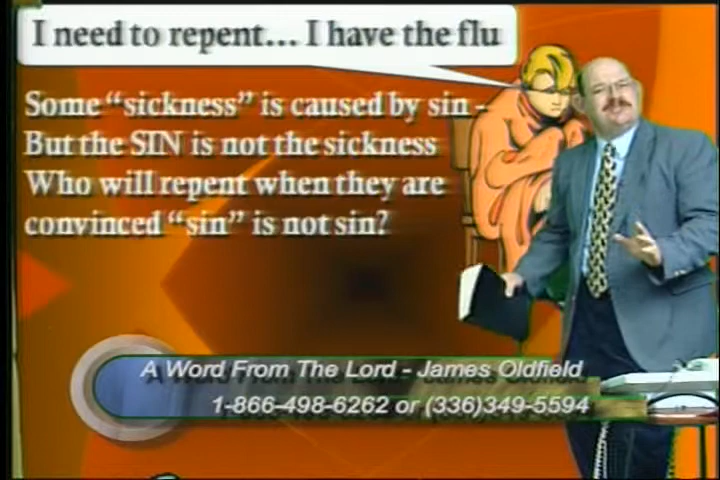 I need to repent... I have the flu
Some “sickness” is caused by sin -
But the SIN is not the sickness
Who will repent when they are
convinced “sin” is not sin?
A Word From The Lord - James Oldfield
1-866-498-6262 or (336)349-5594